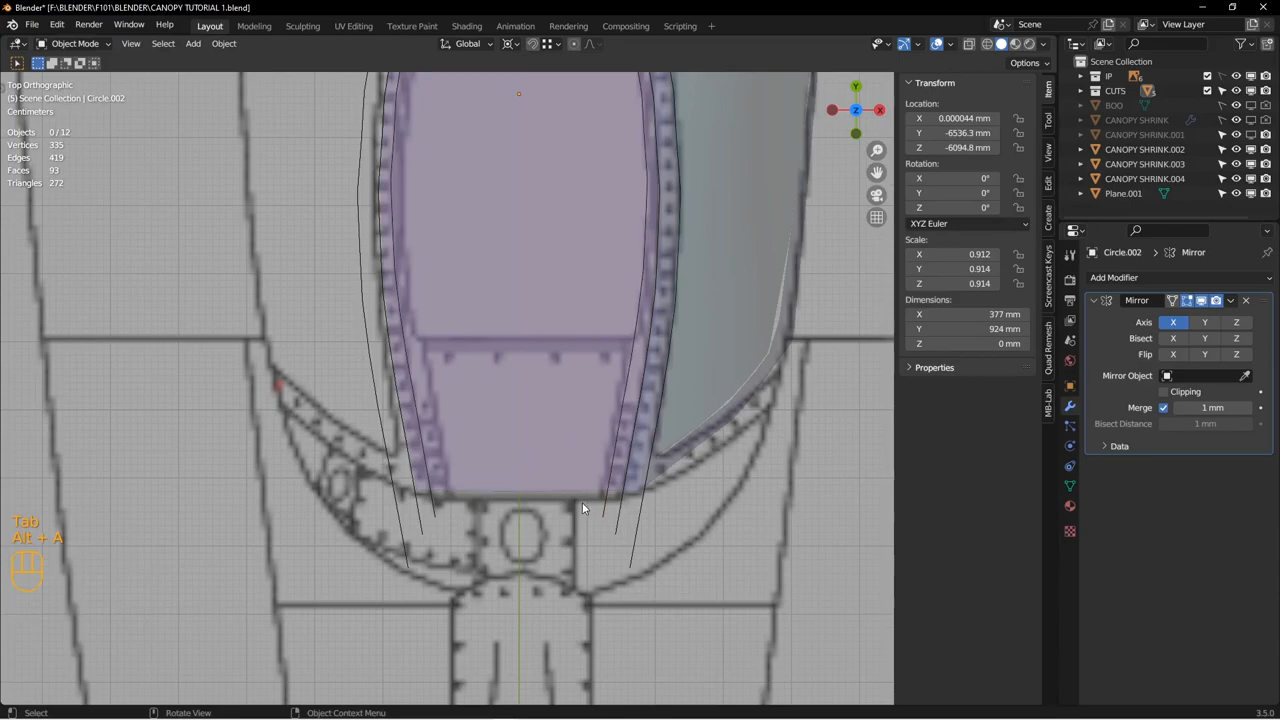 Blender* [F:\F101\BLENDER\CANOPY TUTORIAL 1.blend]
File Edit Render Window Help Layout Modeling Sculpting UV Editing Texture Paint Shading Animation Rendering Compositing Scripting + Scene View Layer
Object Mode View Select Add Object Global
Options
Top Orthographic
(5) Scene Collection | Circle.002
Centimeters
Objects 0/12
Vertices 335
Edges 419
Faces 93
Triangles 272
Y
X
Z
Transform
Location:
X 0.000044 mm
Y -6536.3 mm
Z -6094.8 mm
Rotation:
X 0°
Y 0°
Z 0°
XYZ Euler
Scale:
X 0.912
Y 0.914
Z 0.914
Dimensions:
X 377 mm
Y 924 mm
Z 0 mm
Properties
Item
Tool
View
Edit
Create
Screencast Keys
Quad Remesh
MB-Lab
Scene Collection
IP
CUTS
BOO
CANOPY SHRINK
CANOPY SHRINK.001
CANOPY SHRINK.002
CANOPY SHRINK.003
CANOPY SHRINK.004
Plane.001
Circle.002 > Mirror
Add Modifier
Mirror
Axis X Y Z
Bisect X Y Z
Flip X Y Z
Mirror Object
Clipping
Merge 1 mm
Bisect Distance 1 mm
Data
Tab
Alt + A
Select Rotate View Object Context Menu 3.5.0